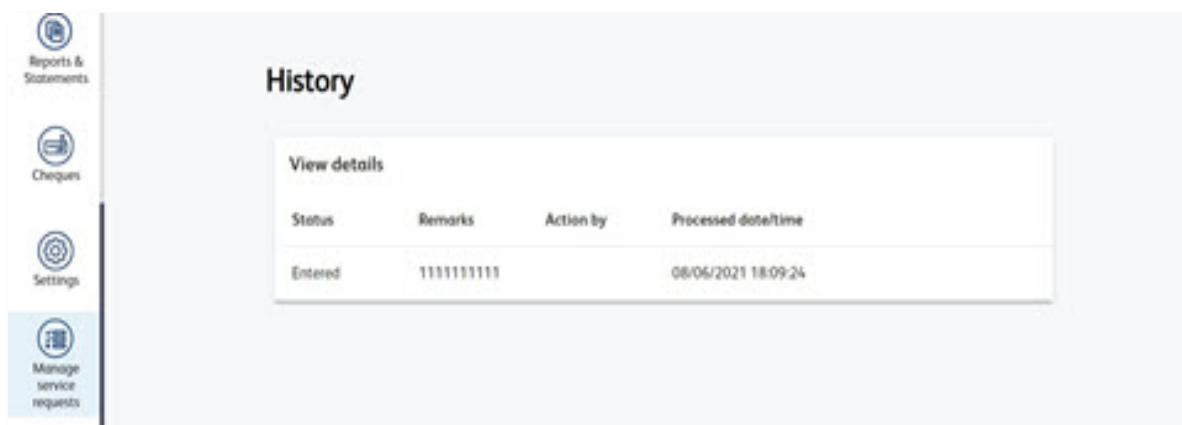 Reports &
Statements
Cheques
Settings
Manage
service
requests
History
View details
Status Remarks Action by Processed date/time
Entered 1111111111 08/06/2021 18:09:24